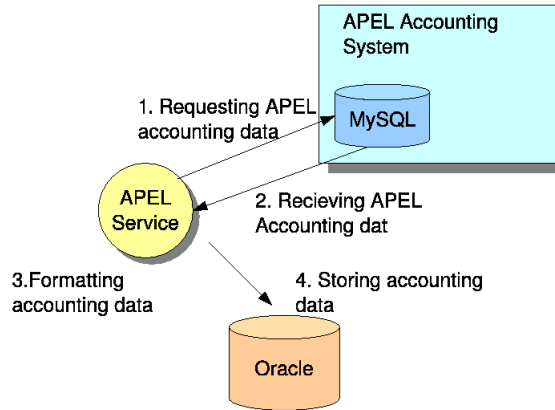 APEL Accounting
System
1. Requesting APEL
accounting data
MySQL
APEL
Service
2. Recieving APEL
Accounting dat
3.Formatting
accounting data
4. Storing accounting
data
Oracle